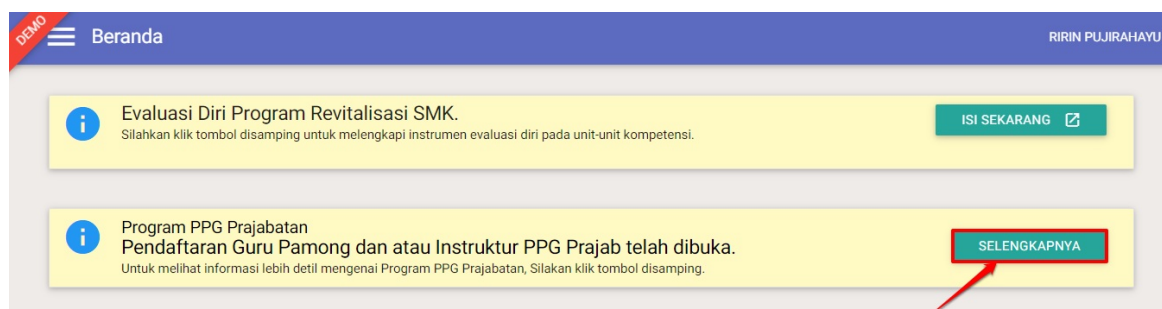 DEMO
Beranda
RIRIN PUJIRAHAYU
Evaluasi Diri Program Revitalisasi SMK.
Silahkan klik tombol disamping untuk melengkapi instrumen evaluasi diri pada unit-unit kompetensi.
ISI SEKARANG
Program PPG Prajabatan
Pendaftaran Guru Pamong dan atau Instruktur PPG Prajab telah dibuka.
Untuk melihat informasi lebih detil mengenai Program PPG Prajabatan, Silakan klik tombol disamping.
SELENGKAPNYA